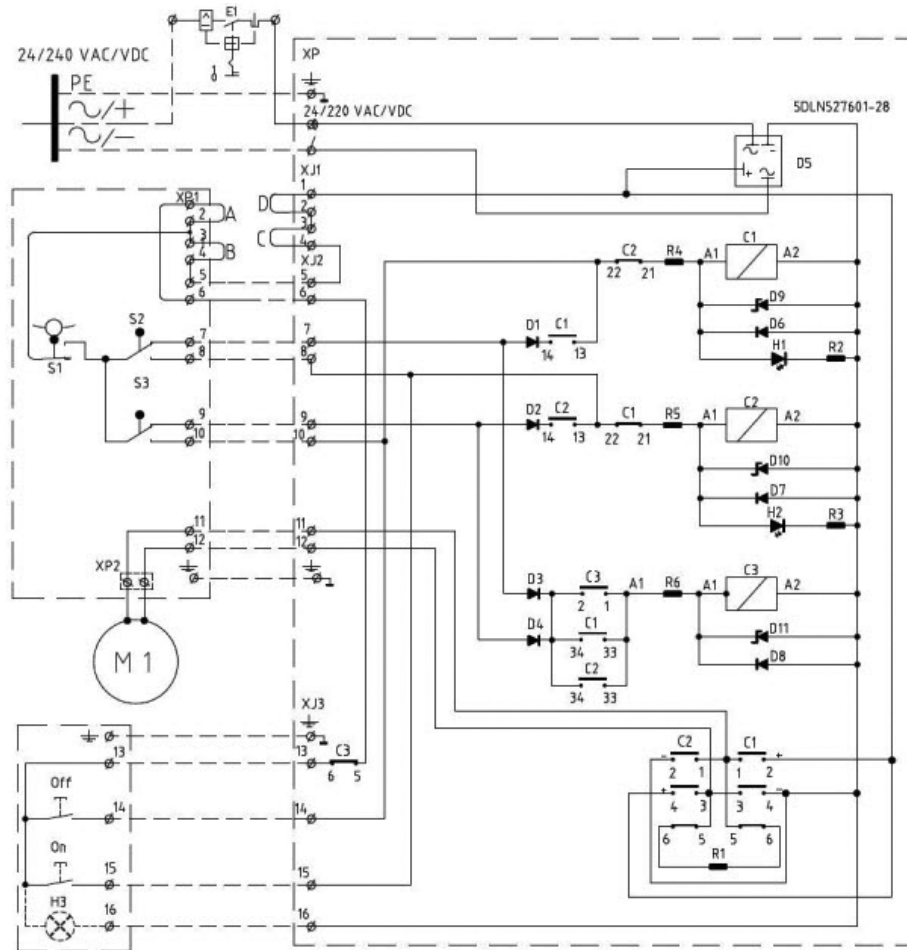 E1
24/240 VAC/VDC
XP
PE
1
0
24/220 VAC/VDC
SDLN527601-28
D5
XJ1
1
2
3
4
D
C
XP1
2
3
4
5
6
A
B
XJ2
5
6
C2
22 21
R4
A1
C1
A2
D9
D6
H1
R2
S2
S1
7
8
7
8
D1
C1
14 13
S3
9
10
9
10
D2
C2
14 13
C1
22 21
R5
A1
C2
A2
D10
D7
H2
R3
11
12
11
12
XP2
M 1
D3
C3
2 1
A1
R6
A1
C3
A2
D4
C1
34 33
C2
34 33
D11
D8
XJ3
13
13
C3
6 5
C2
C1
- 2 1 1 2 +
+ 4 3 3 4 -
6 5 5 6
R1
Off
14
14
On
15
15
H3
16
16